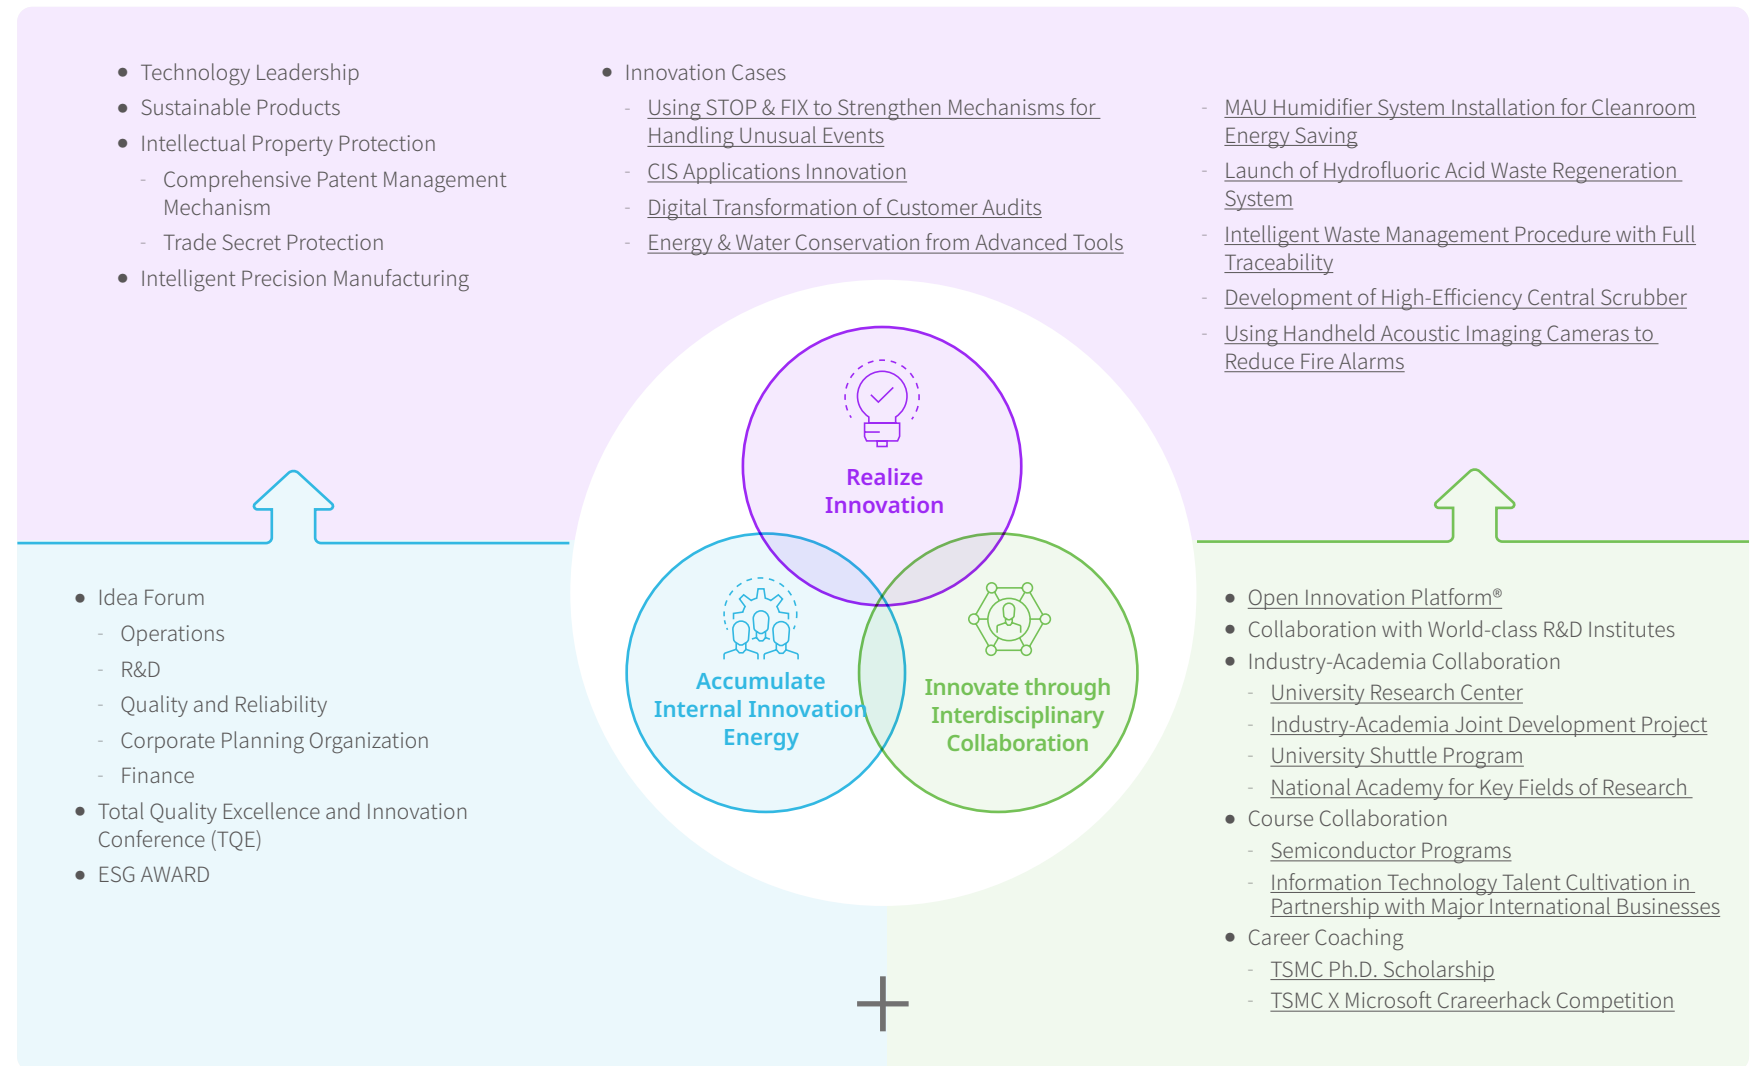 Technology Leadership
Sustainable Products
Intellectual Property Protection
- Comprehensive Patent Management
Mechanism
- Trade Secret Protection
Intelligent Precision Manufacturing
Innovation Cases
- Using STOP & FIX to Strengthen Mechanisms for
Handling Unusual Events
- CIS Applications Innovation
- Digital Transformation of Customer Audits
- Energy & Water Conservation from Advanced Tools
- MAU Humidifier System Installation for Cleanroom
Energy Saving
- Launch of Hydrofluoric Acid Waste Regeneration
System
- Intelligent Waste Management Procedure with Full
Traceability
- Development of High-Efficiency Central Scrubber
- Using Handheld Acoustic Imaging Cameras to
Reduce Fire Alarms
Realize
Innovation
Accumulate
Internal Innovation
Energy
Innovate through
Interdisciplinary
Collaboration
Idea Forum
- Operations
- R&D
- Quality and Reliability
- Corporate Planning Organization
- Finance
Total Quality Excellence and Innovation
Conference (TQE)
ESG AWARD
Open Innovation Platform®
Collaboration with World-class R&D Institutes
Industry-Academia Collaboration
- University Research Center
- Industry-Academia Joint Development Project
- University Shuttle Program
- National Academy for Key Fields of Research
Course Collaboration
- Semiconductor Programs
- Information Technology Talent Cultivation in
Partnership with Major International Businesses
Career Coaching
- TSMC Ph.D. Scholarship
- TSMC X Microsoft Crareerhack Competition
+